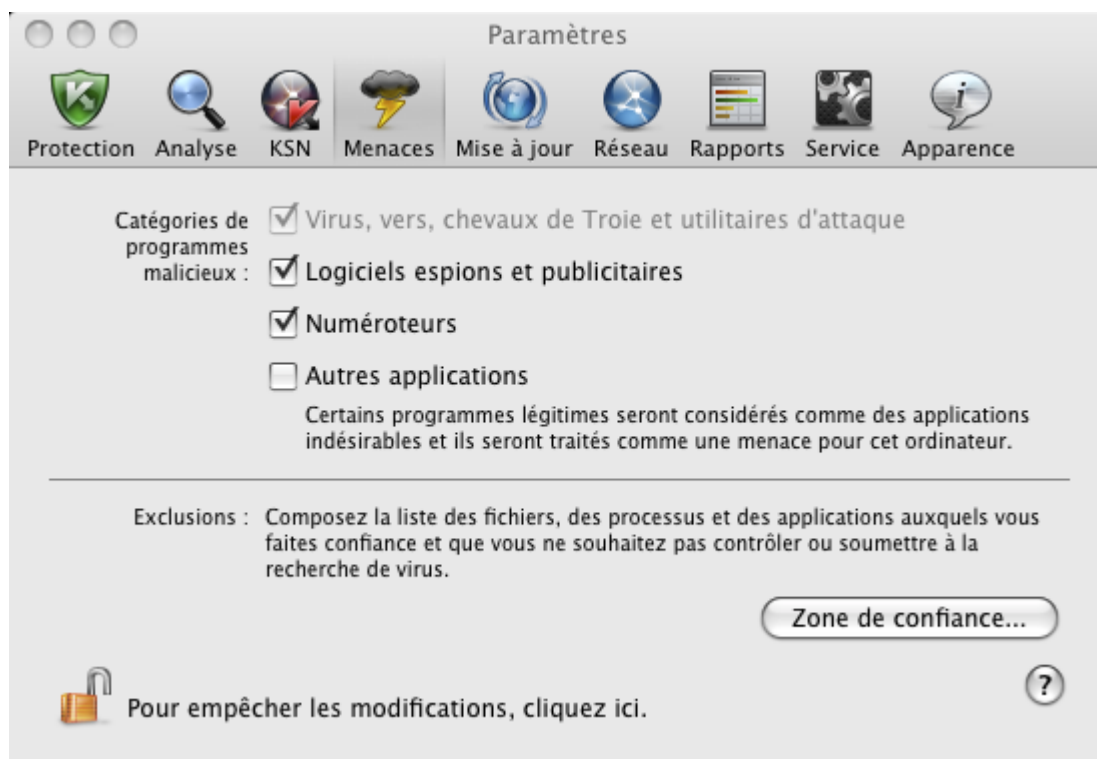 Paramètres
Protection Analyse KSN Menaces Mise à jour Réseau Rapports Service Apparence
Catégories de
programmes
malicieux :
Virus, vers, chevaux de Troie et utilitaires d'attaque
Logiciels espions et publicitaires
Numéroteurs
Autres applications
Certains programmes légitimes seront considérés comme des applications
indésirables et ils seront traités comme une menace pour cet ordinateur.
Exclusions :
Composez la liste des fichiers, des processus et des applications auxquels vous
faites confiance et que vous ne souhaitez pas contrôler ou soumettre à la
recherche de virus.
Zone de confiance...
?
Pour empêcher les modifications, cliquez ici.